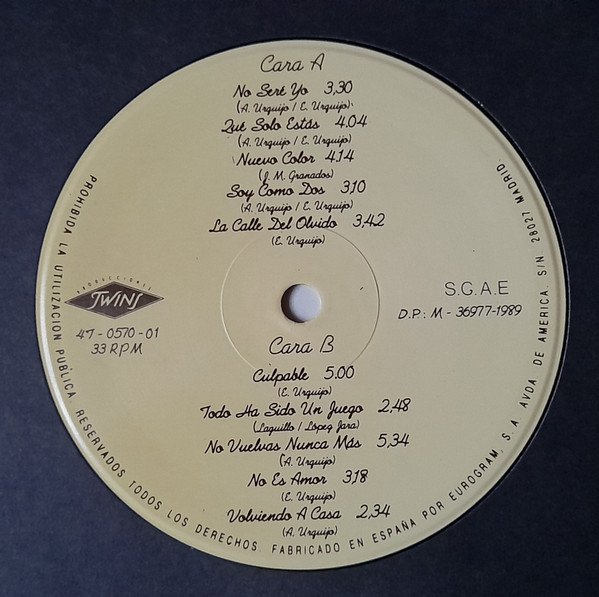 Cara A
No Seré Yo 3,30
(A. Urquijo / E. Urquijo)
Qué Solo Estás 4.04
(A. Urquijo / E. Urquijo)
Nuevo Color 4.14
(J. M. Granados)
Soy Como Dos 3,10
(A. Urquijo / E. Urquijo)
La Calle Del Olvido 3,42
(E. Urquijo)
PRODUCCIONES
TWINS
47 - 0570 - 01
33 RPM
S.G.A.E
D.P.: M - 36977-1989
Cara B
Culpable 5.00
(E. Urquijo)
Todo Ha Sido Un Juego 2,48
(Laquillo / López Jara)
No Vuelvas Nunca Más 5,34
(A. Urquijo)
No Es Amor 3,18
(E. Urquijo)
Volviendo A Casa 2,34
(A. Urquijo)
PROHIBIDA LA UTILIZACION PUBLICA. RESERVADOS TODOS LOS DERECHOS. FABRICADO EN ESPAÑA POR EUROGRAM, S. A. AVDA. DE AMERICA, S/N 28027 MADRID.